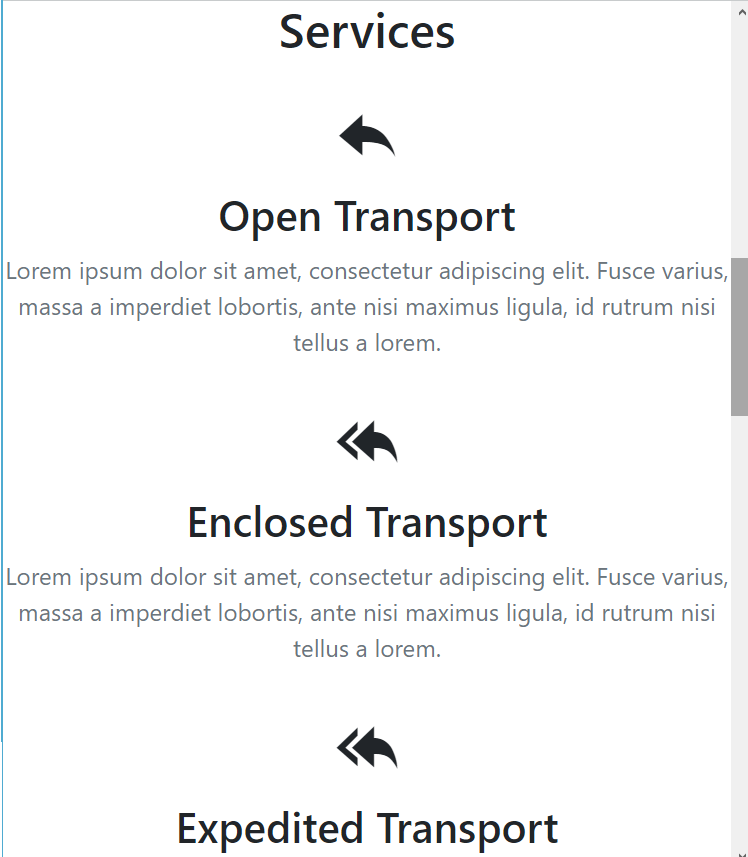 Services
Open Transport
Lorem ipsum dolor sit amet, consectetur adipiscing elit. Fusce varius,
massa a imperdiet lobortis, ante nisi maximus ligula, id rutrum nisi
tellus a lorem.
Enclosed Transport
Lorem ipsum dolor sit amet, consectetur adipiscing elit. Fusce varius,
massa a imperdiet lobortis, ante nisi maximus ligula, id rutrum nisi
tellus a lorem.
Expedited Transport